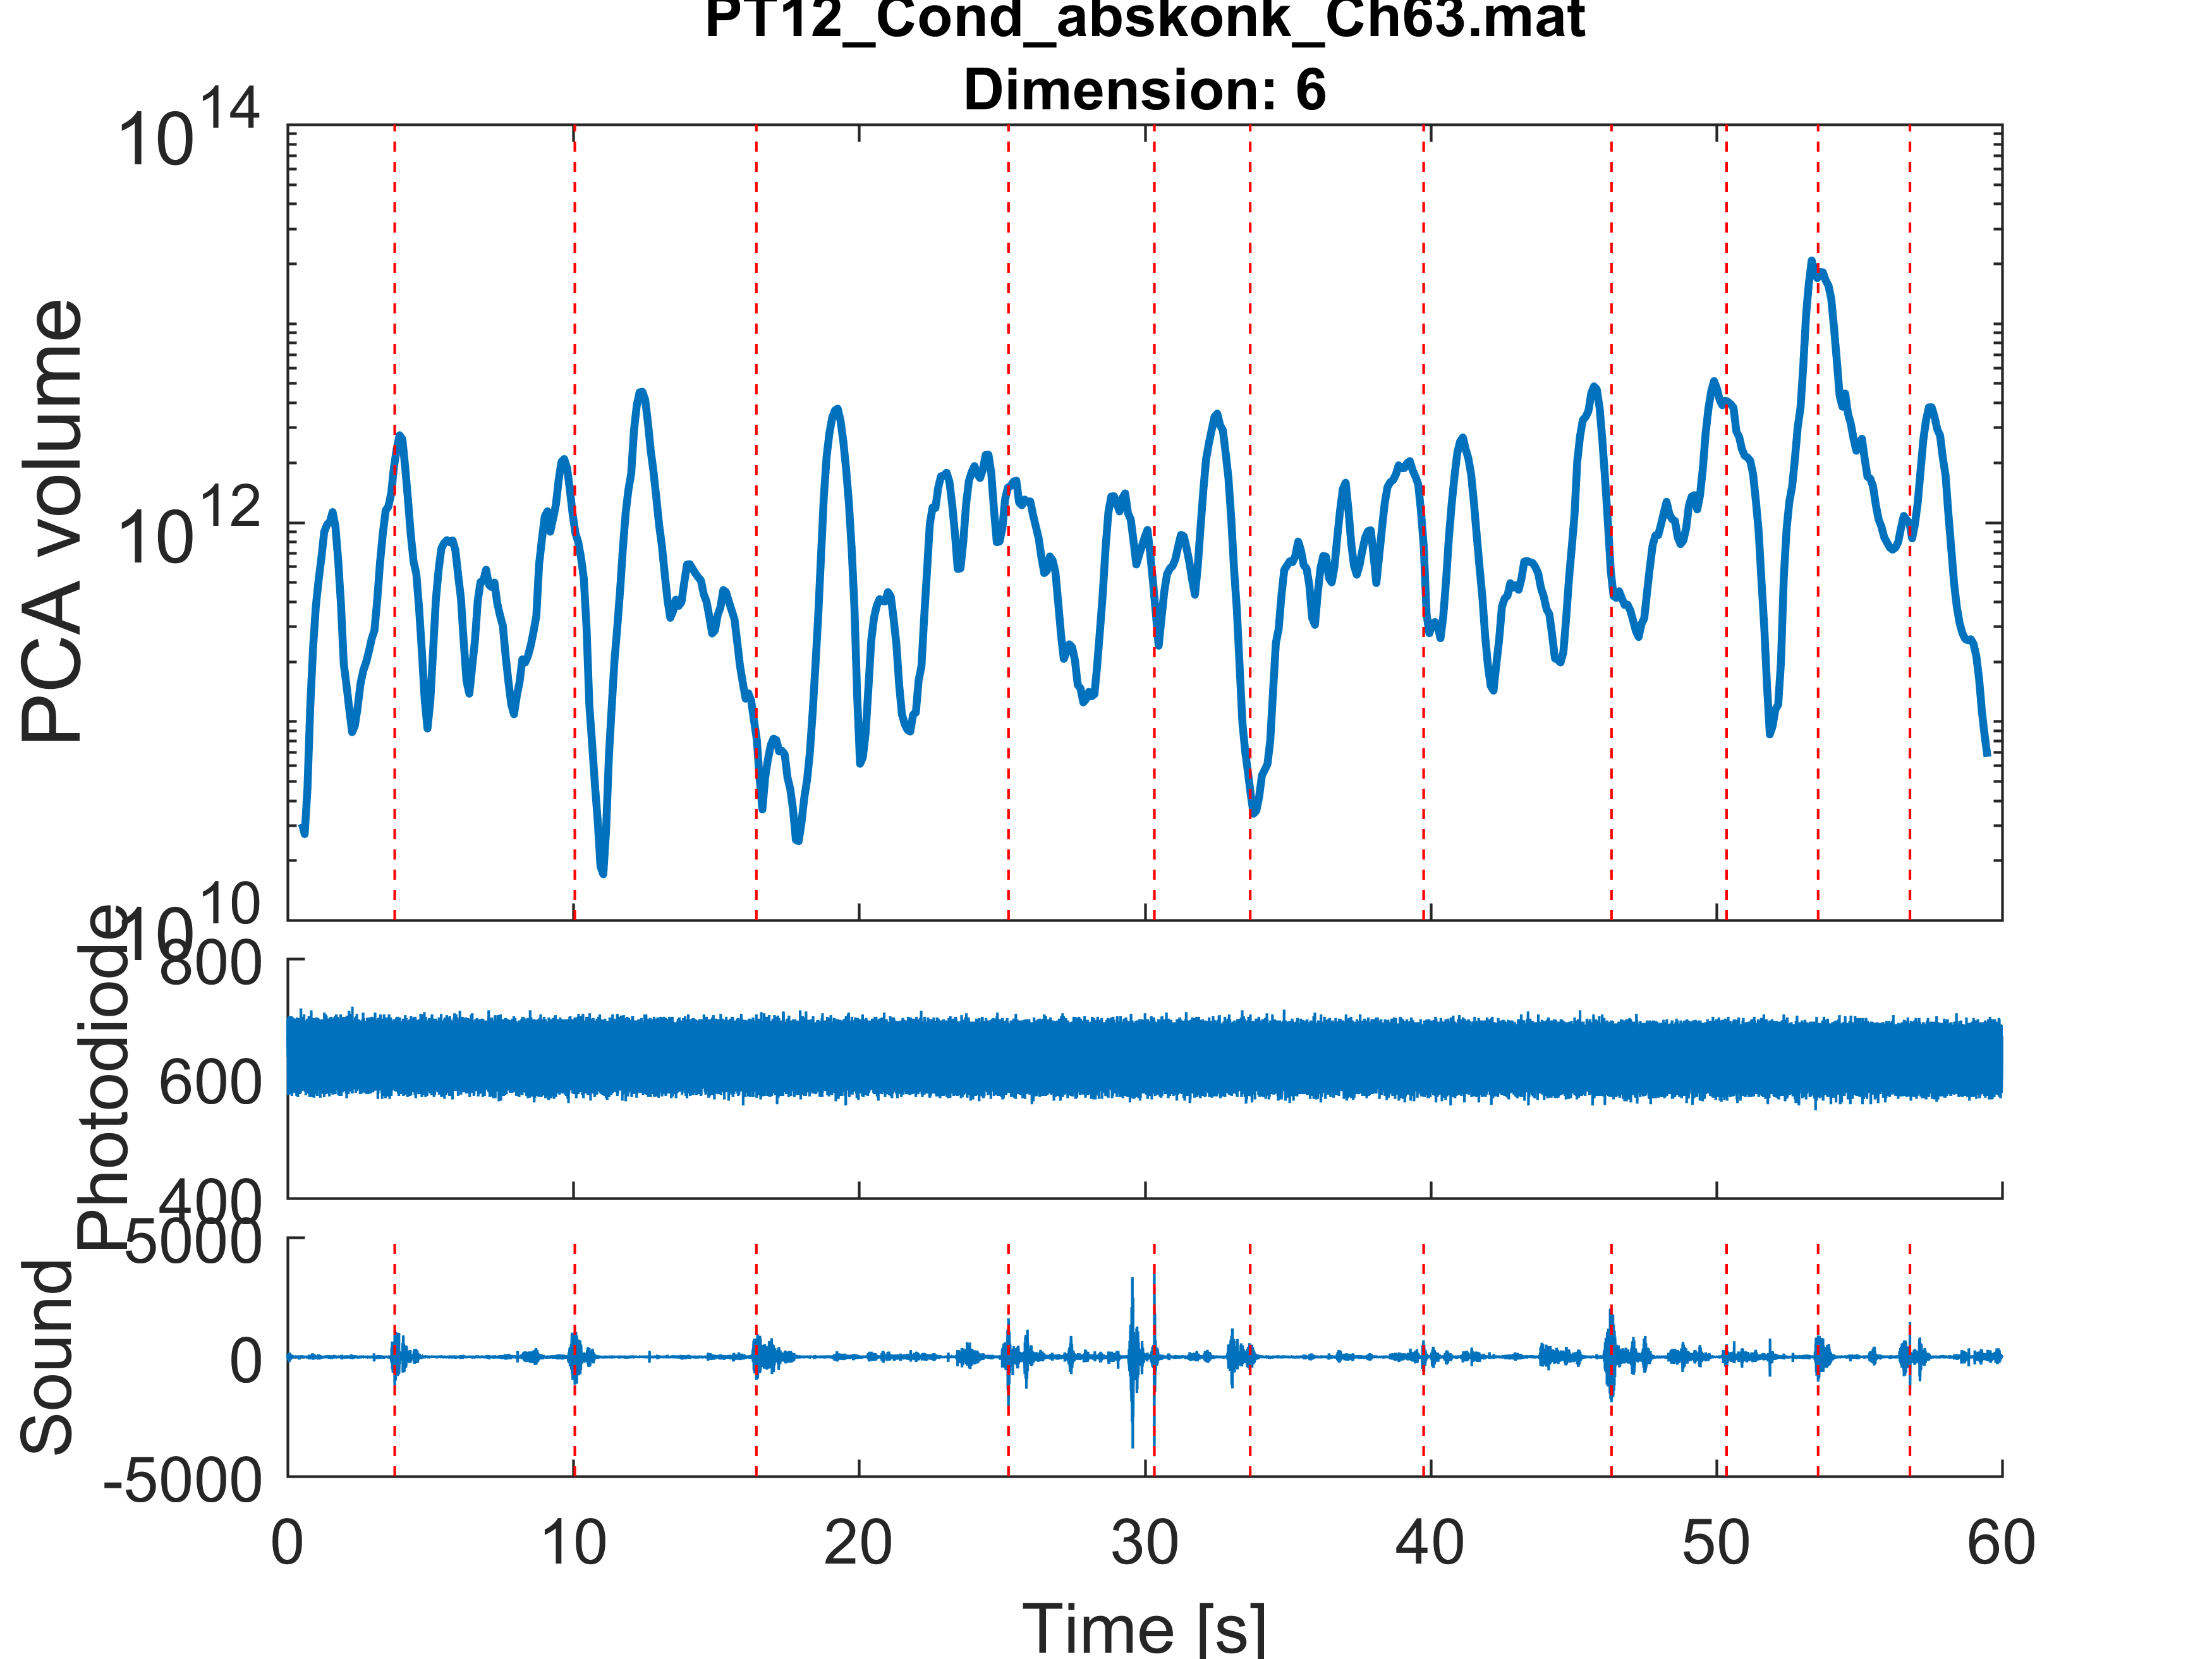 PT12_Cond_abskonk_Ch63.mat
Dimension: 6
PCA volume
10^14
10^12
10^10
Photodiode
800
600
400
Sound
5000
0
-5000
0 10 20 30 40 50 60
Time [s]